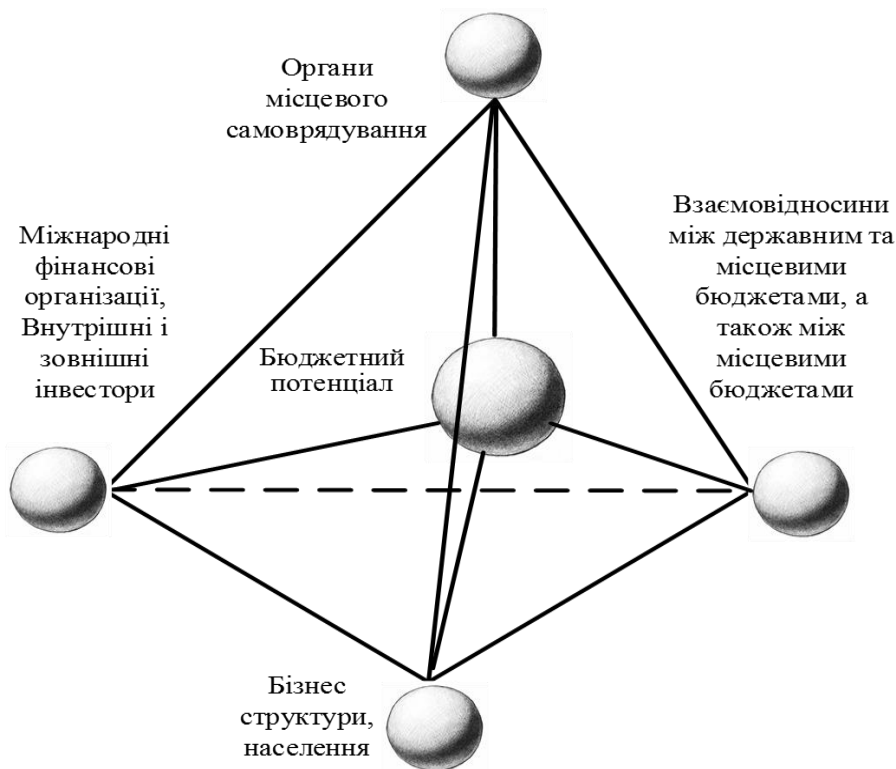 Органи
місцевого
самоврядування
Міжнародні
фінансові
організації,
Внутрішні і
зовнішні
інвестори
Взаємовідносини
між державним та
місцевими
бюджетами, а
також між
місцевими
бюджетами
Бюджетний
потенціал
Бізнес
структури,
населення